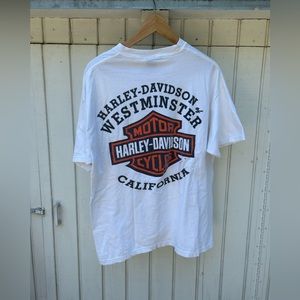 HARLEY-DAVIDSON of
WESTMINSTER
MOTOR
HARLEY-DAVIDSON
CYCLES
CALIFORNIA